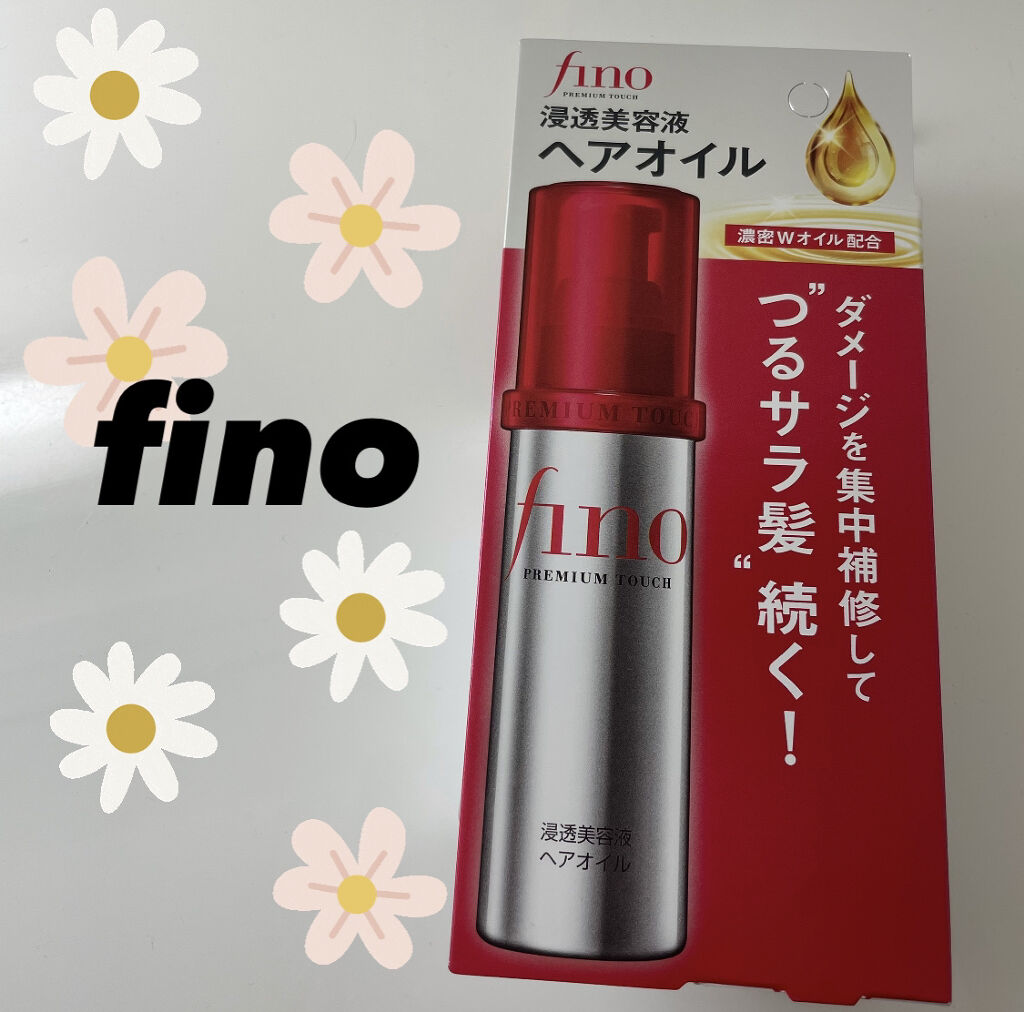 fino
fino
PREMIUM TOUCH
浸透美容液
ヘアオイル
濃密Wオイル配合
ダメージを集中補修して
”つるサラ髪“続く！
PREMIUM TOUCH
fino
PREMIUM TOUCH
浸透美容液
ヘアオイル